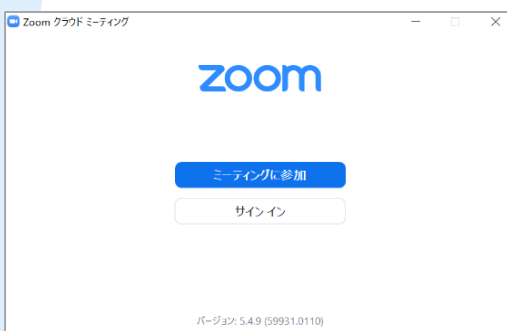 Zoom クラウド ミーティング
zoom
ミーティングに参加
サインイン
バージョン: 5.4.9 (59931.0110)